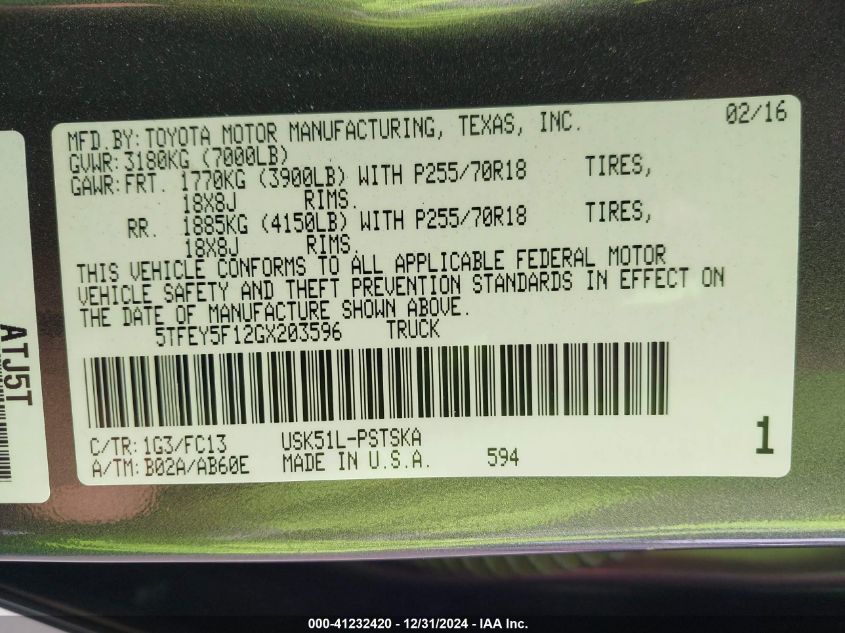 MFD.BY: TOYOTA MOTOR MANUFACTURING, TEXAS, INC. 02/16
GVWR: 3180KG (7000LB)
GAWR: FRT. 1770KG (3900LB) WITH P255/70R18 TIRES,
18X8J RIMS.
RR. 1885KG (4150LB) WITH P255/70R18 TIRES,
18X8J RIMS.
THIS VEHICLE CONFORMS TO ALL APPLICABLE FEDERAL MOTOR
VEHICLE SAFETY AND THEFT PREVENTION STANDARDS IN EFFECT ON
THE DATE OF MANUFACTURE SHOWN ABOVE.
5TFEY5F12GX203596 TRUCK
C/TR: 1G3/FC13 USK51L-PSTSKA
A/TM: B02A/AB60E MADE IN U.S.A. 594 1
ATJ5T
000-41232420 - 12/31/2024 - IAA Inc.